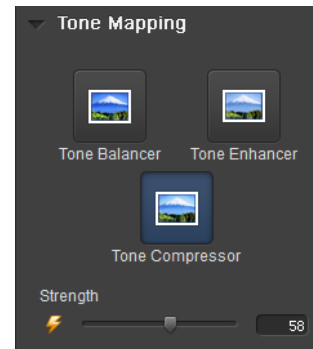 Tone Mapping
Tone Balancer Tone Enhancer
Tone Compressor
Strength
58